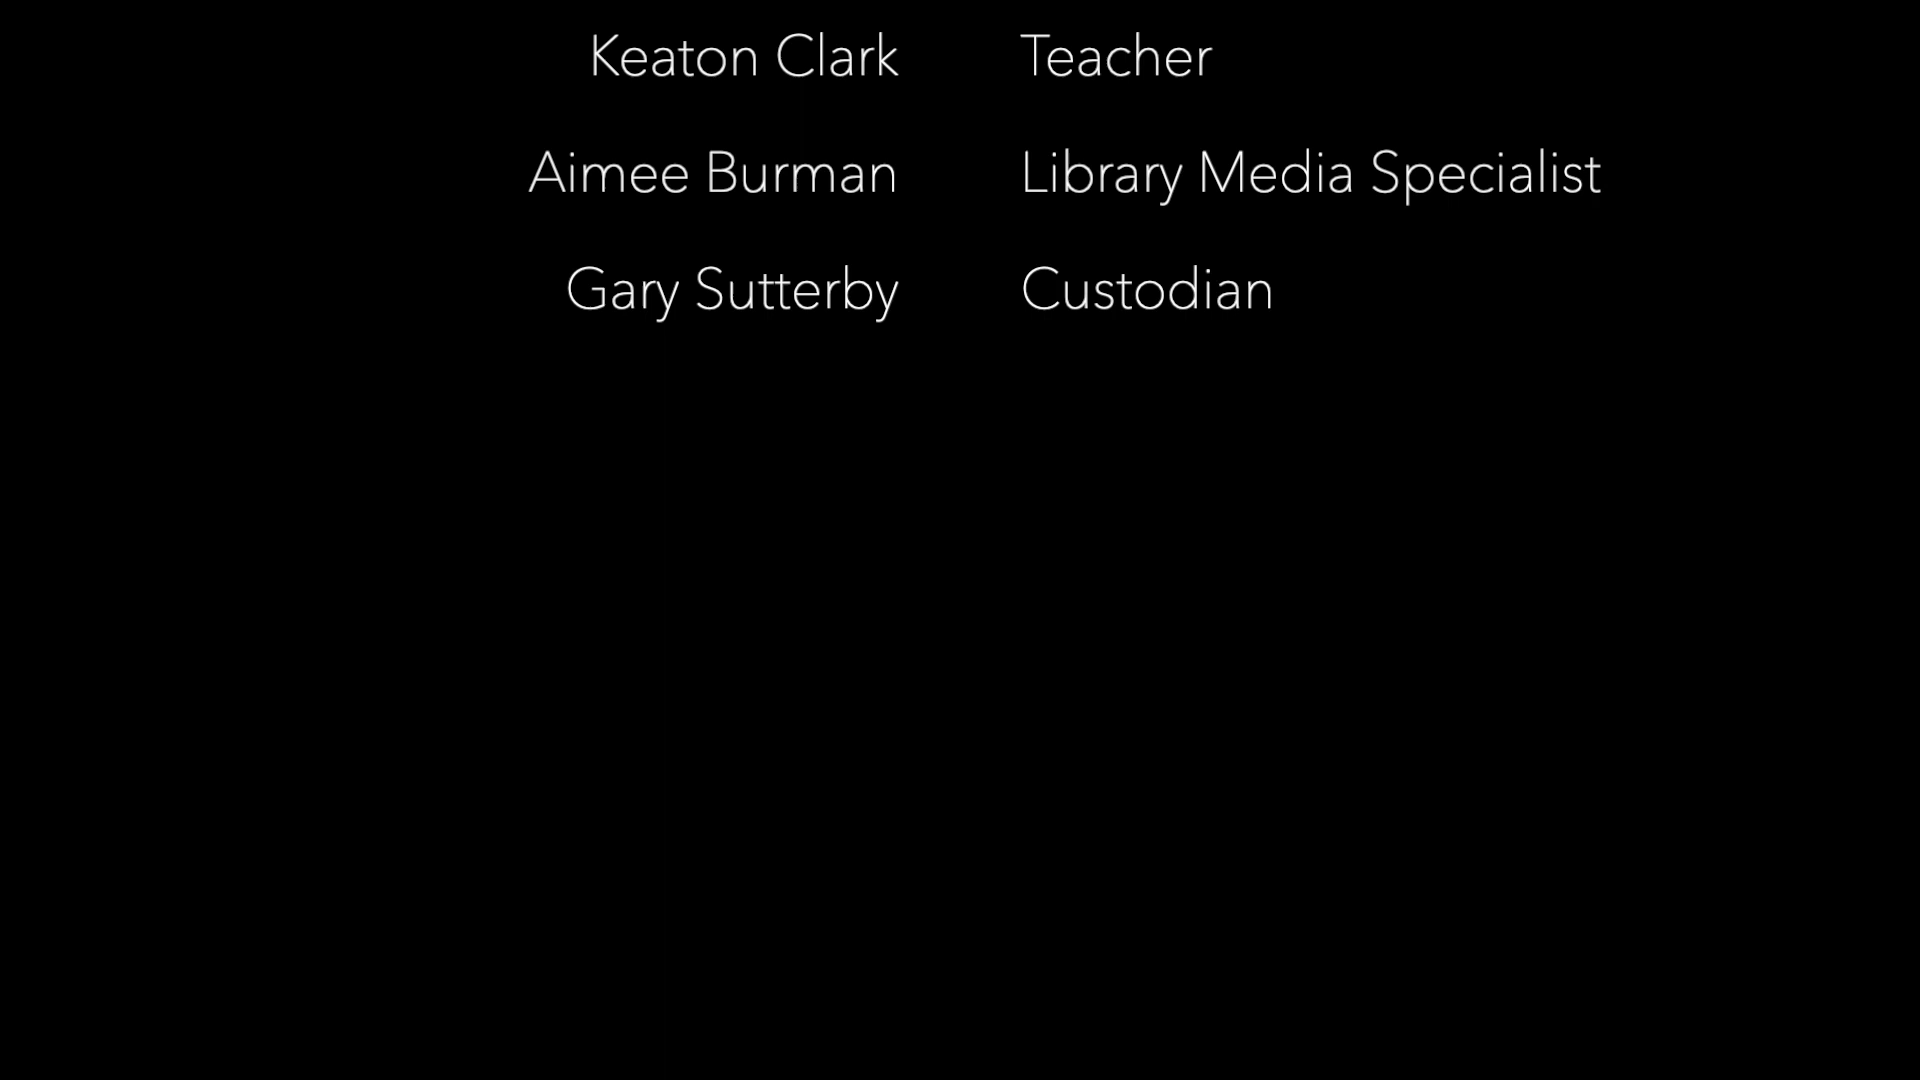 Keaton Clark Teacher
Aimee Burman Library Media Specialist
Gary Sutterby Custodian